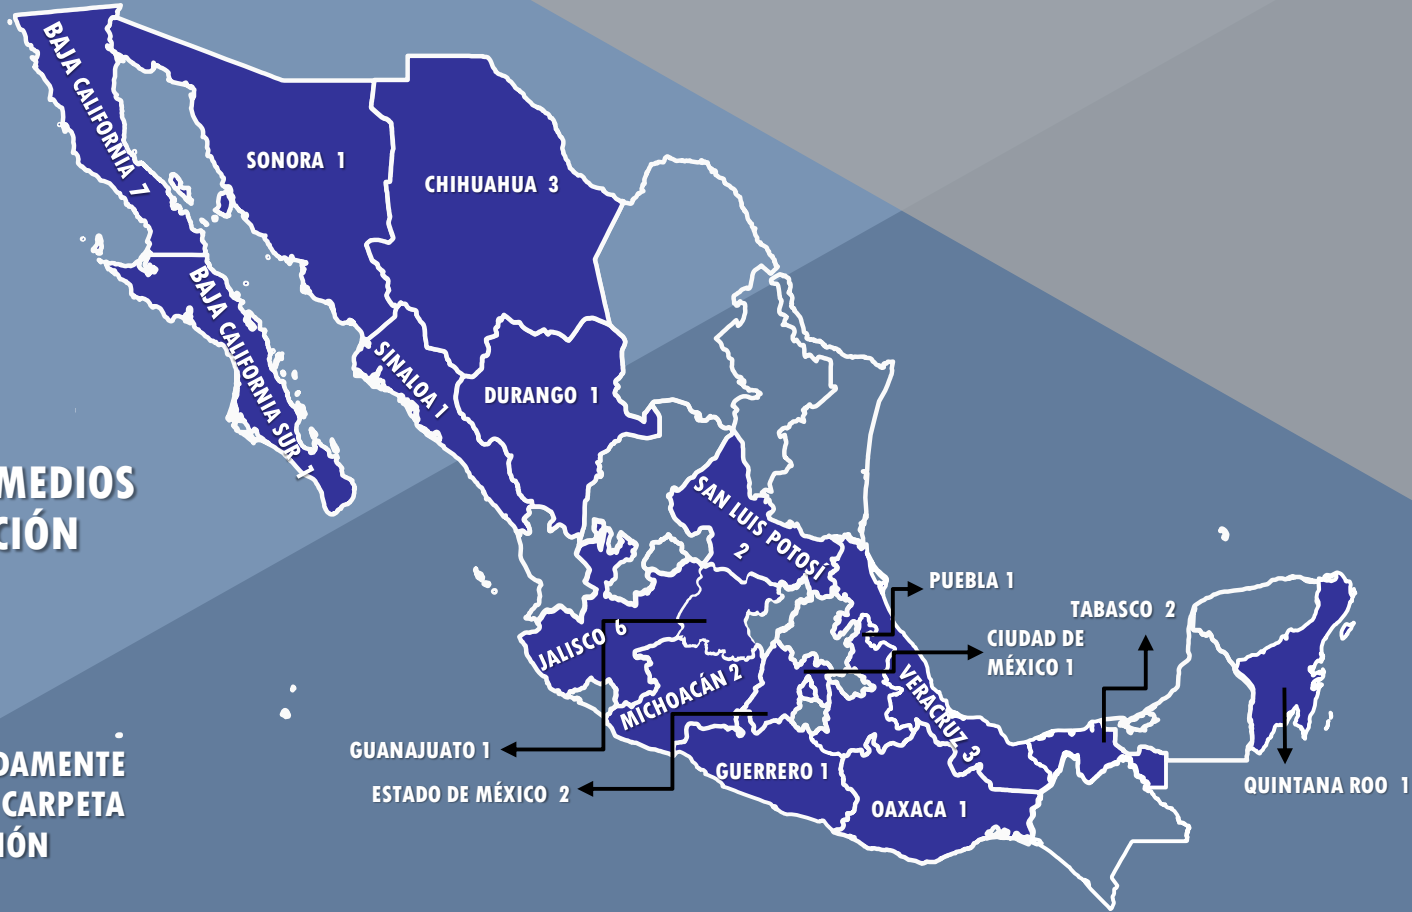 BAJA CALIFORNIA 7
SONORA 1
CHIHUAHUA 3
BAJA CALIFORNIA SUR 1
SINALOA 1
DURANGO 1
MEDIOS
CIÓN
SAN LUIS POTOSÍ
2
PUEBLA 1
TABASCO 2
CIUDAD DE
MÉXICO 1
JALISCO 6
MICHOACÁN 2
VERACRUZ 3
GUANAJUATO 1
ESTADO DE MÉXICO 2
GUERRERO 1
OAXACA 1
QUINTANA ROO 1
DAMENTE
CARPETA
IÓN